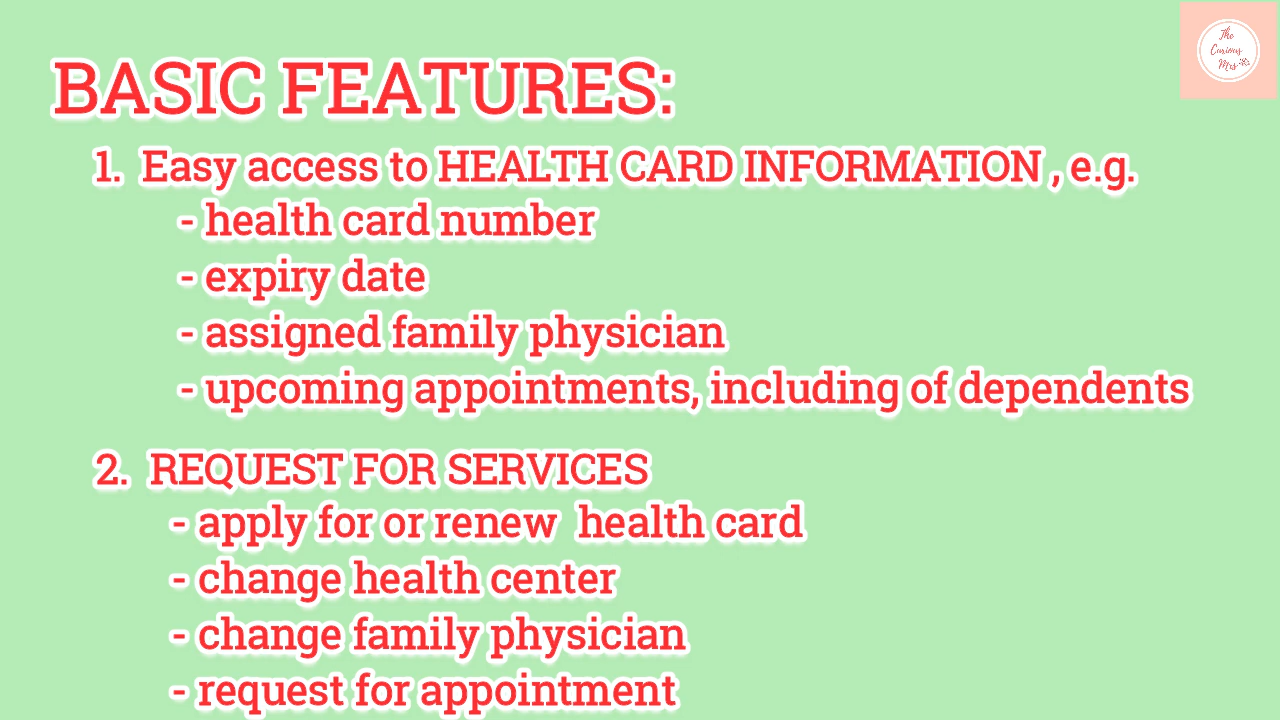 The
Curious
BASIC FEATURES:
1. Easy access to HEALTH CARD INFORMATION , e.g.
- health card number
- expiry date
- assigned family physician
- upcoming appointments, including of dependents
2. REQUEST FOR SERVICES
- apply for or renew health card
- change health center
- change family physician
- request for appointment